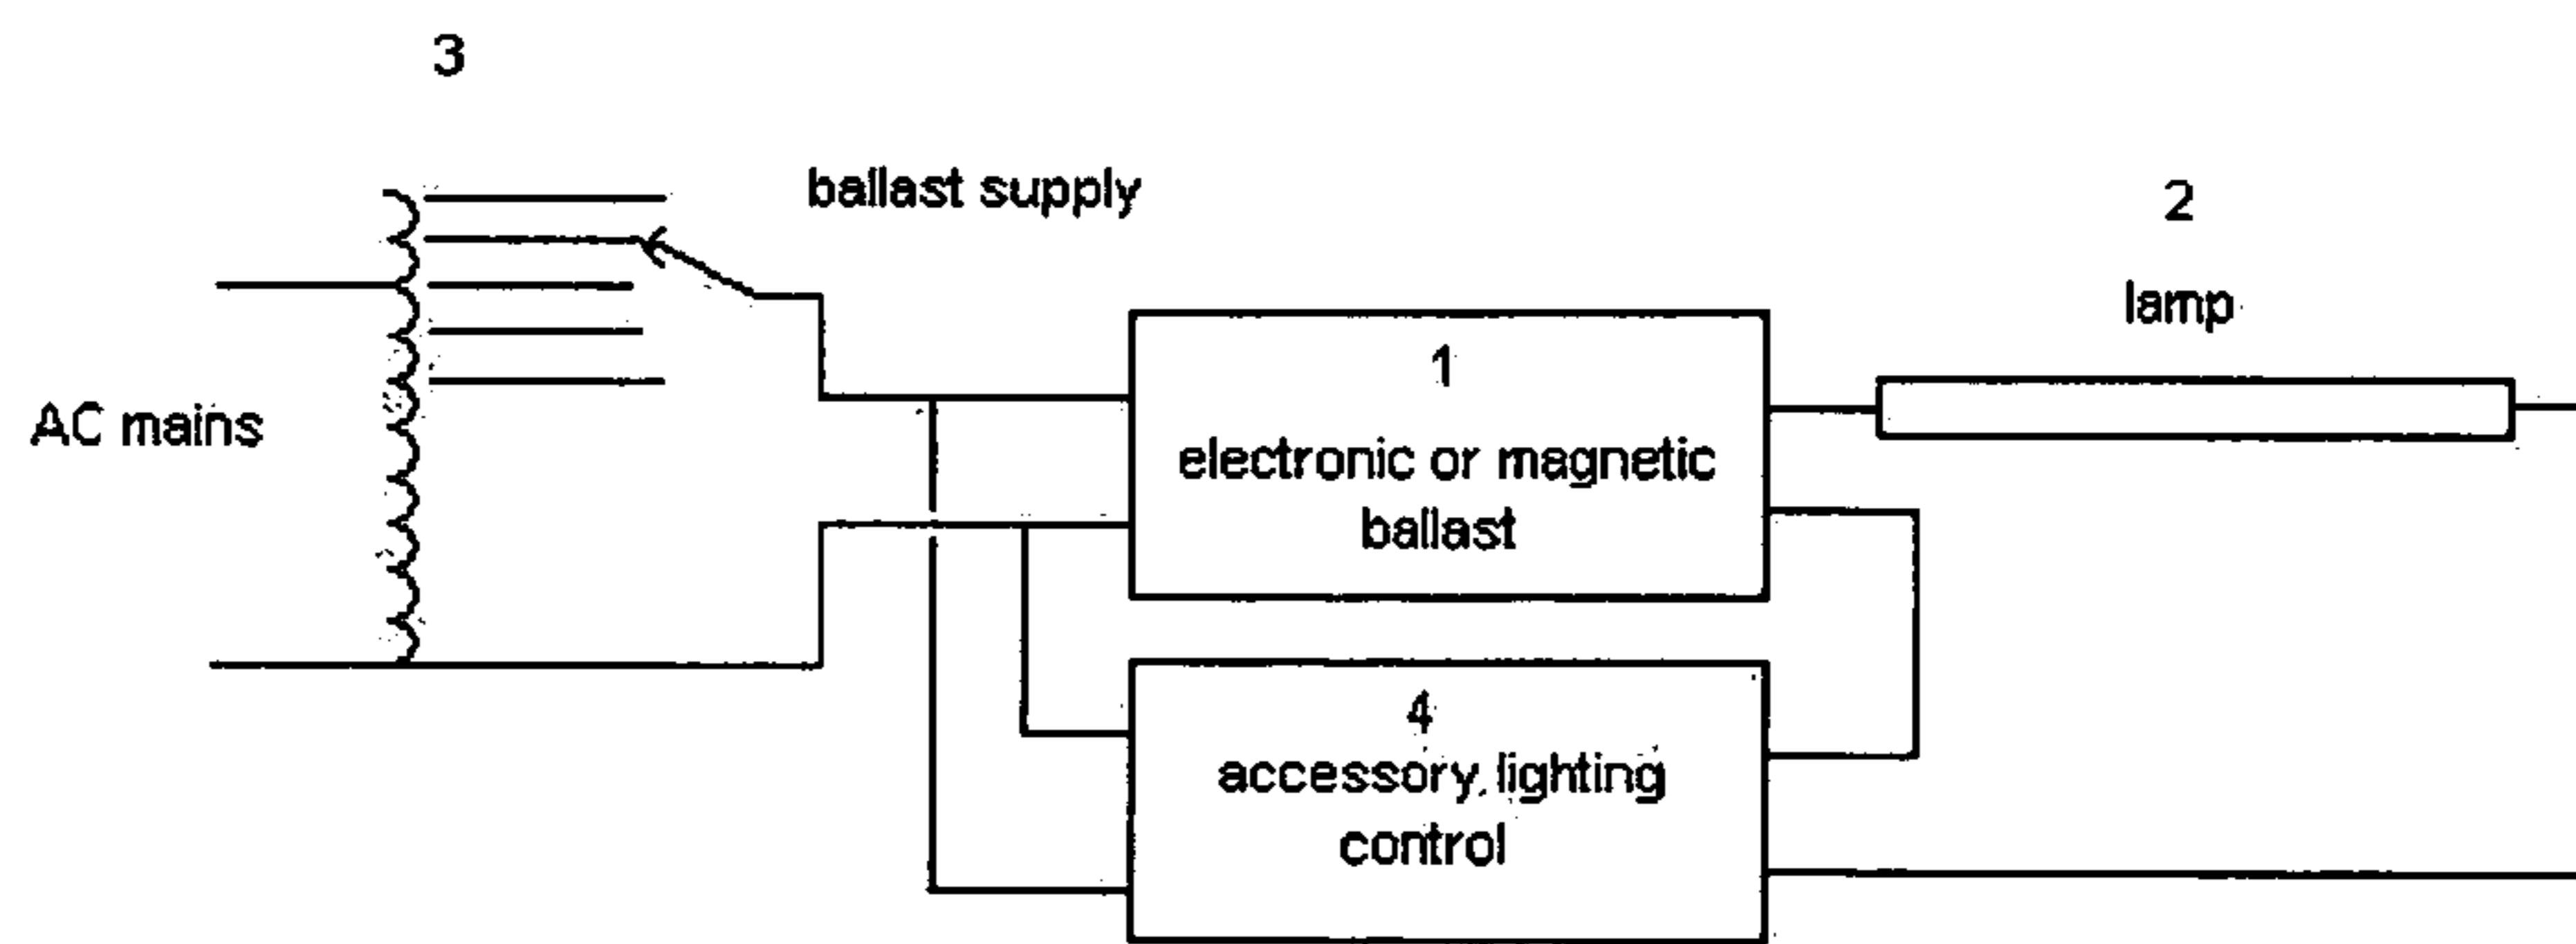 3
ballast supply
2
lamp
1
electronic or magnetic
ballast
AC mains
4
accessory lighting
control